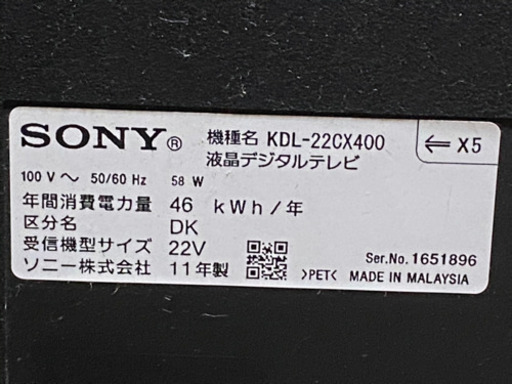 SONY® 機種名 KDL-22CX400
液晶デジタルテレビ
⇐ X5
100 V ～ 50/60 Hz 58 W
年間消費電力量 46 kWh/年
区分名 DK
受信機型サイズ 22V
ソニー株式会社 11年製
>PET<
Ser.No. 1651896
MADE IN MALAYSIA